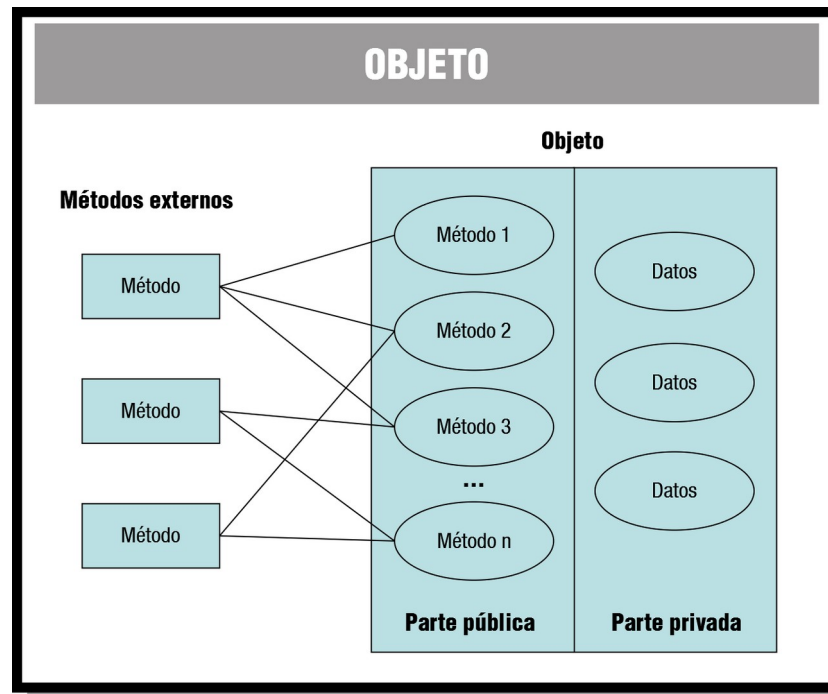 OBJETO
Objeto
Métodos externos
Método
Método
Método
Método 1
Método 2
Método 3
...
Método n
Parte pública
Datos
Datos
Datos
Parte privada